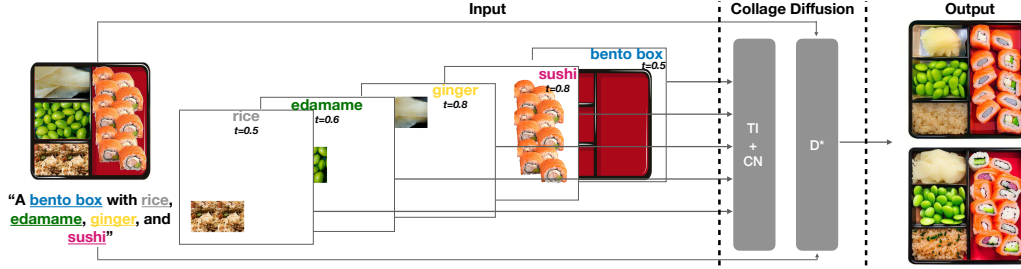 Input
Collage Diffusion
Output
bento box
t=0.5
sushi
t=0.8
ginger
t=0.8
edamame
t=0.6
rice
t=0.5
TI
+
CN
D*
“A bento box with rice,
edamame, ginger, and
sushi”